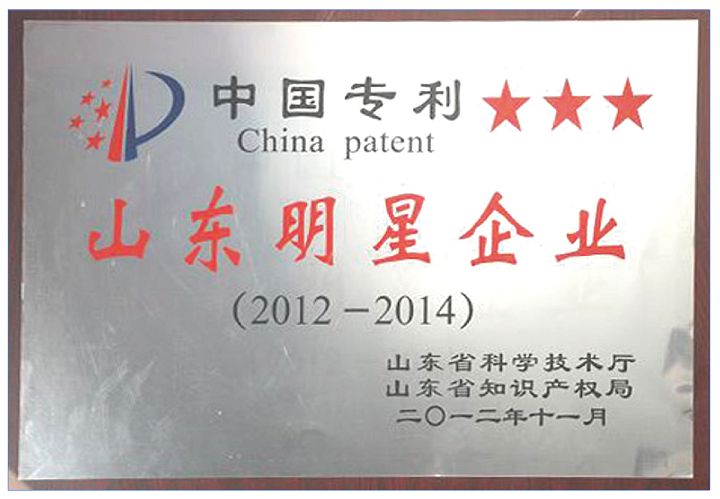 中国专利 ★★★
China patent
山东明星企业
(2012-2014)
山东省科学技术厅
山东省知识产权局
二〇一二年十一月